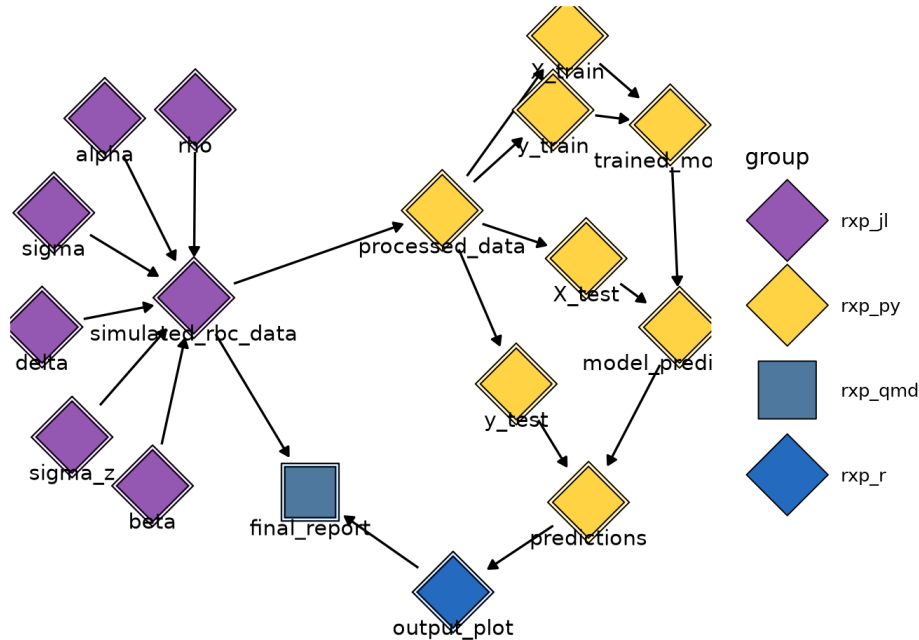 X_train
y_train
trained_mo
alpha
rho
group
rxp_jl
sigma
processed_data
X_test
rxp_py
simulated_rbc_data
delta
model_predi
rxp_qmd
y_test
sigma_z
rxp_r
beta
final_report
predictions
output_plot